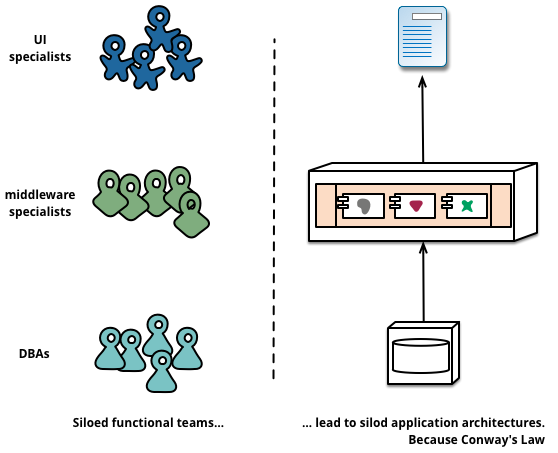 UI
specialists
middleware
specialists
DBAs
Siloed functional teams...
... lead to silod application architectures.
Because Conway's Law